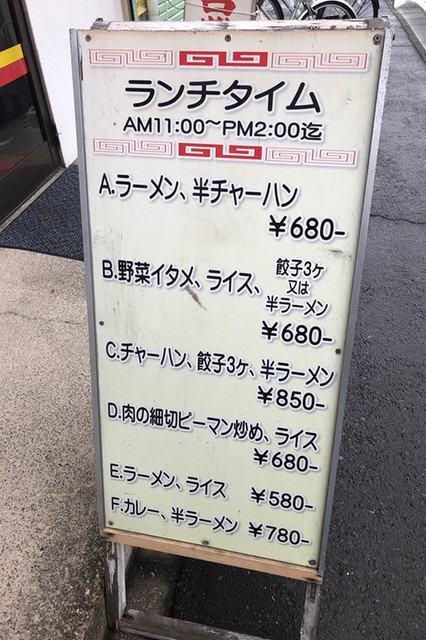 ランチタイム
AM11:00〜PM2:00迄
A.ラーメン、半チャーハン
¥680-
B.野菜イタメ、ライス、
餃子3ケ
又は
半ラーメン
¥680-
C.チャーハン、餃子3ケ、半ラーメン
¥850-
D.肉の細切ピーマン炒め、ライス
¥680-
E.ラーメン、ライス ¥580-
F.カレー、半ラーメン ¥780-